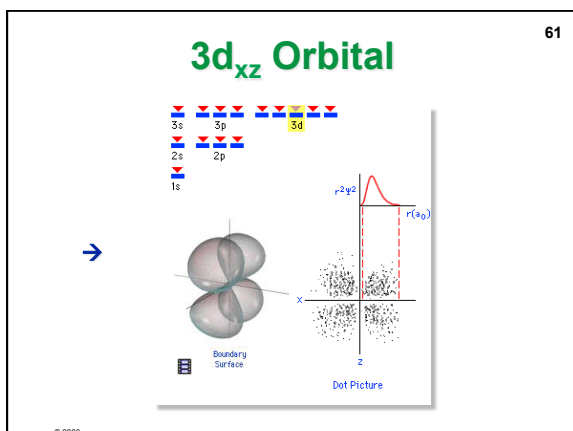 61
3dxz Orbital
3s 3p 3d
2s 2p
1s
r²Ψ²
r(a₀)
X
Z
Boundary
Surface
Dot Picture